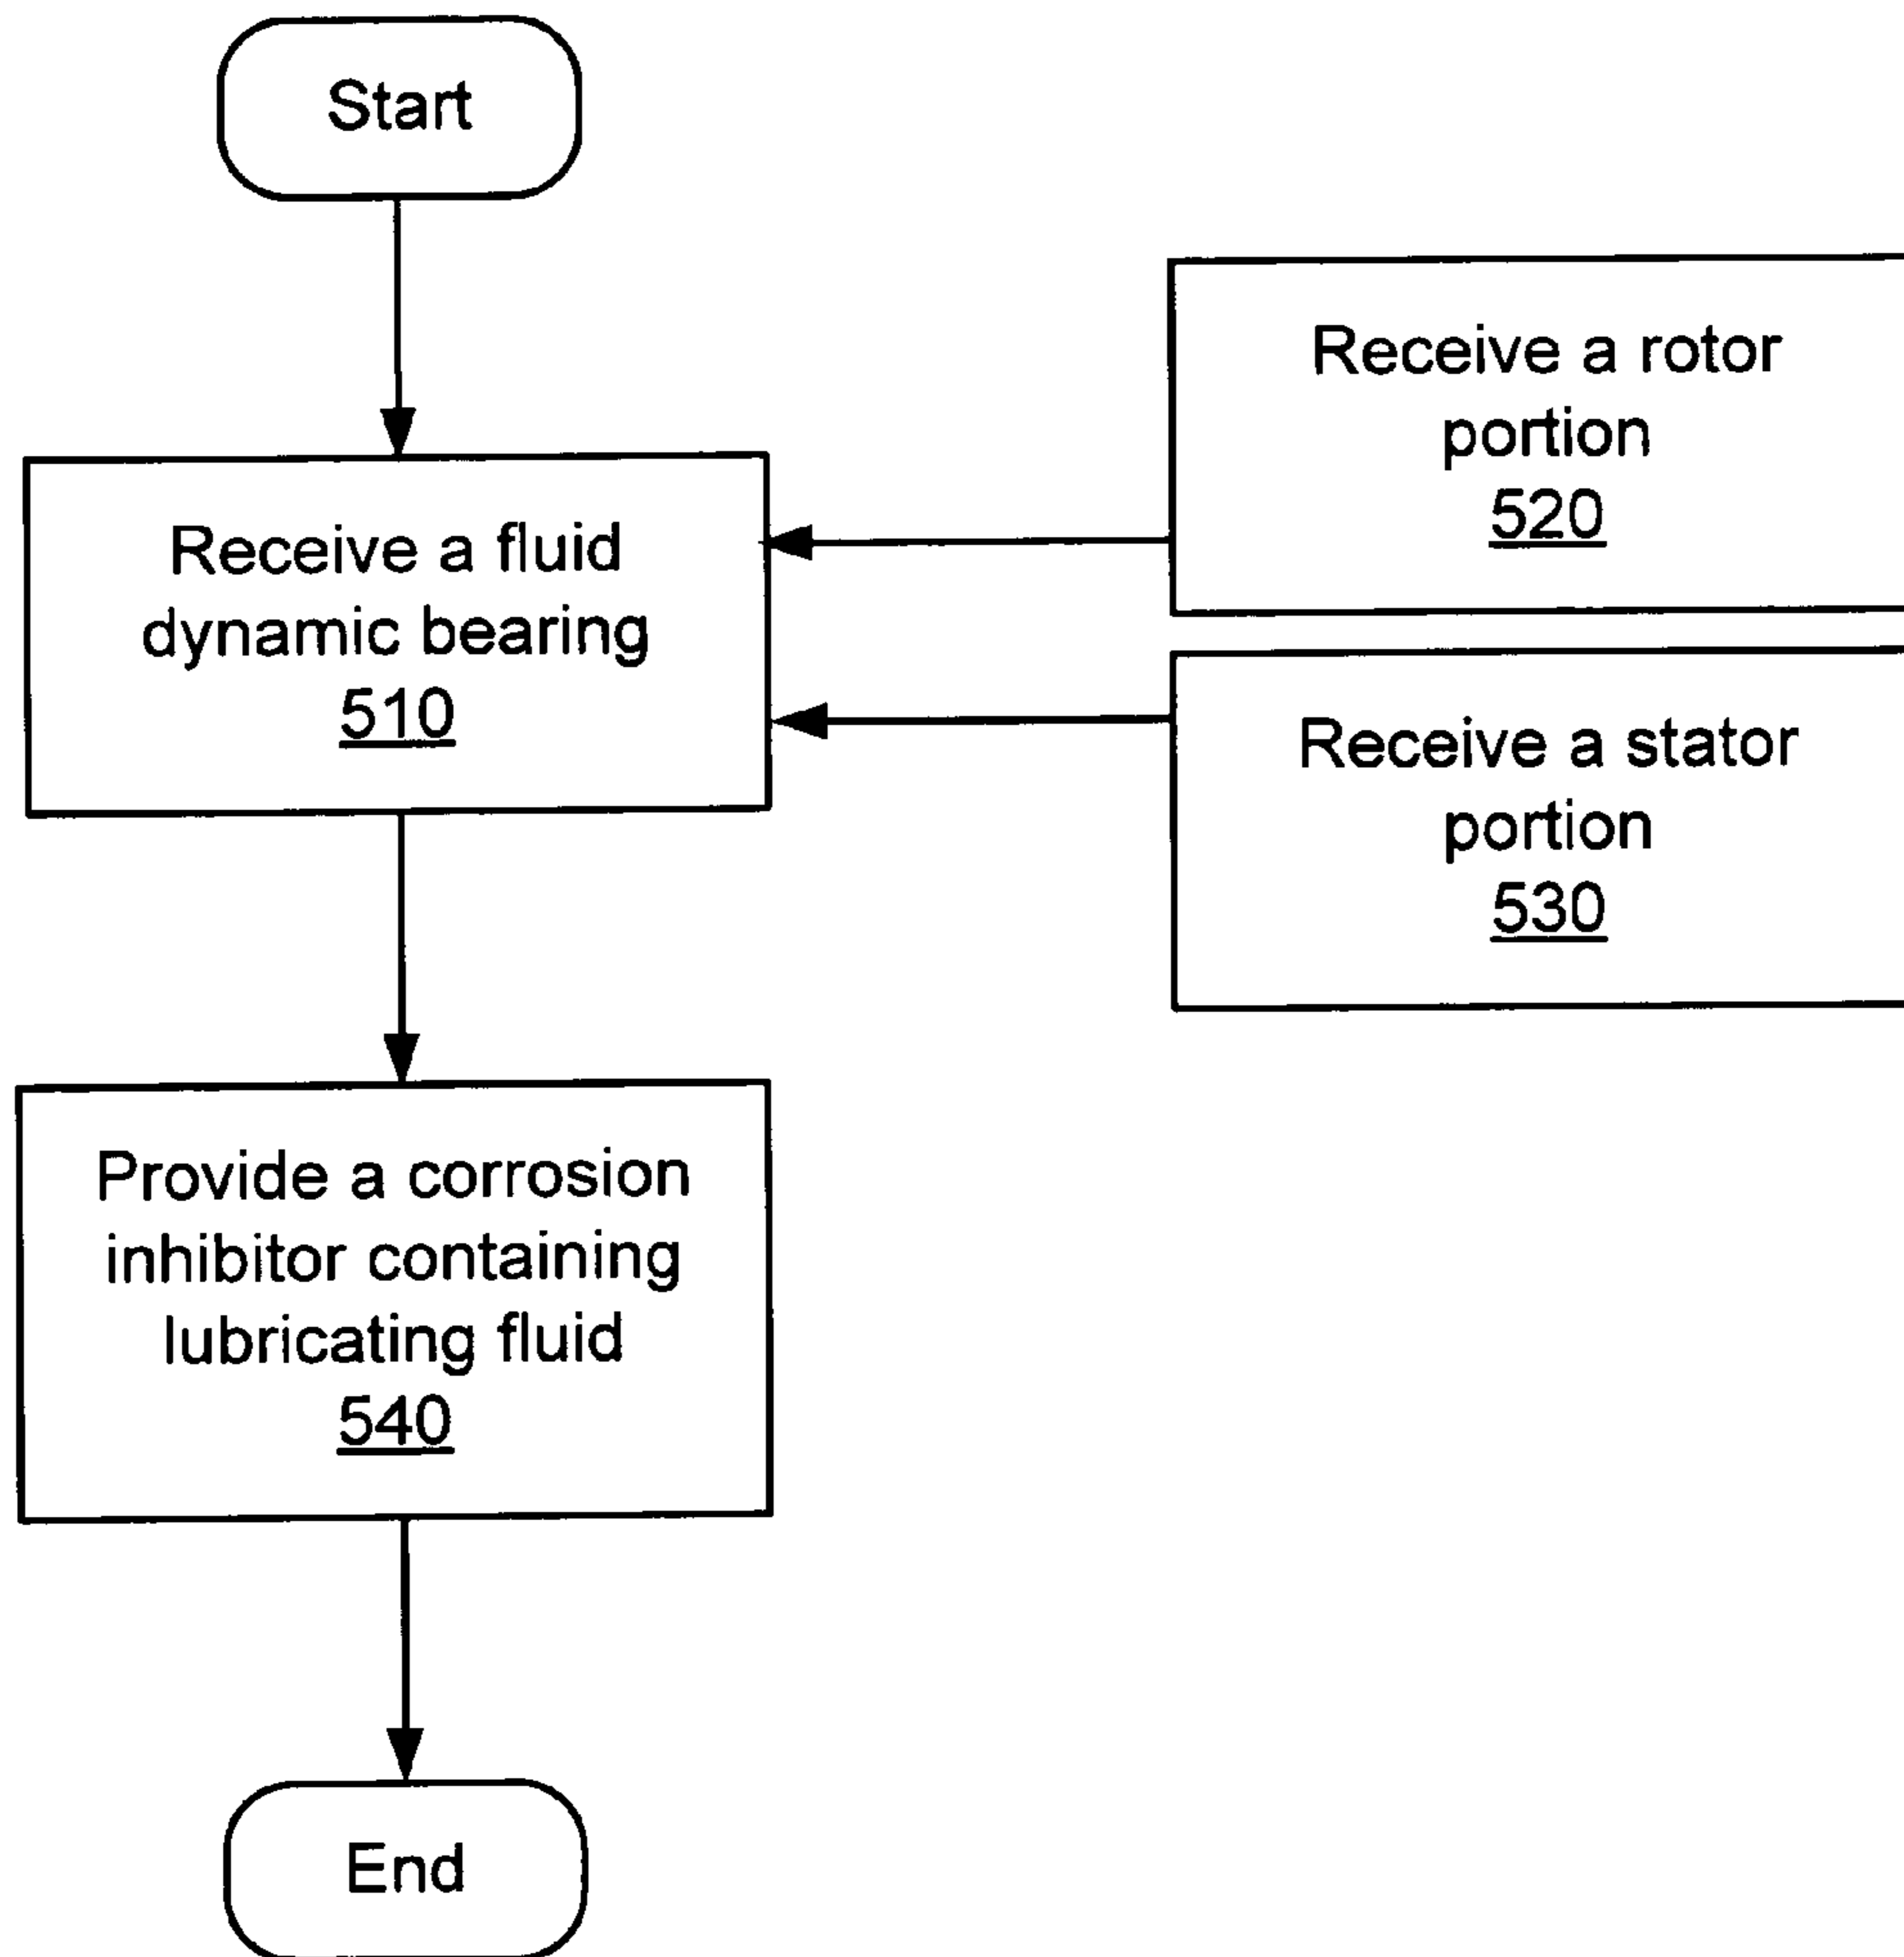 Start
Receive a fluid
dynamic bearing
510
Receive a rotor
portion
520
Receive a stator
portion
530
Provide a corrosion
inhibitor containing
lubricating fluid
540
End